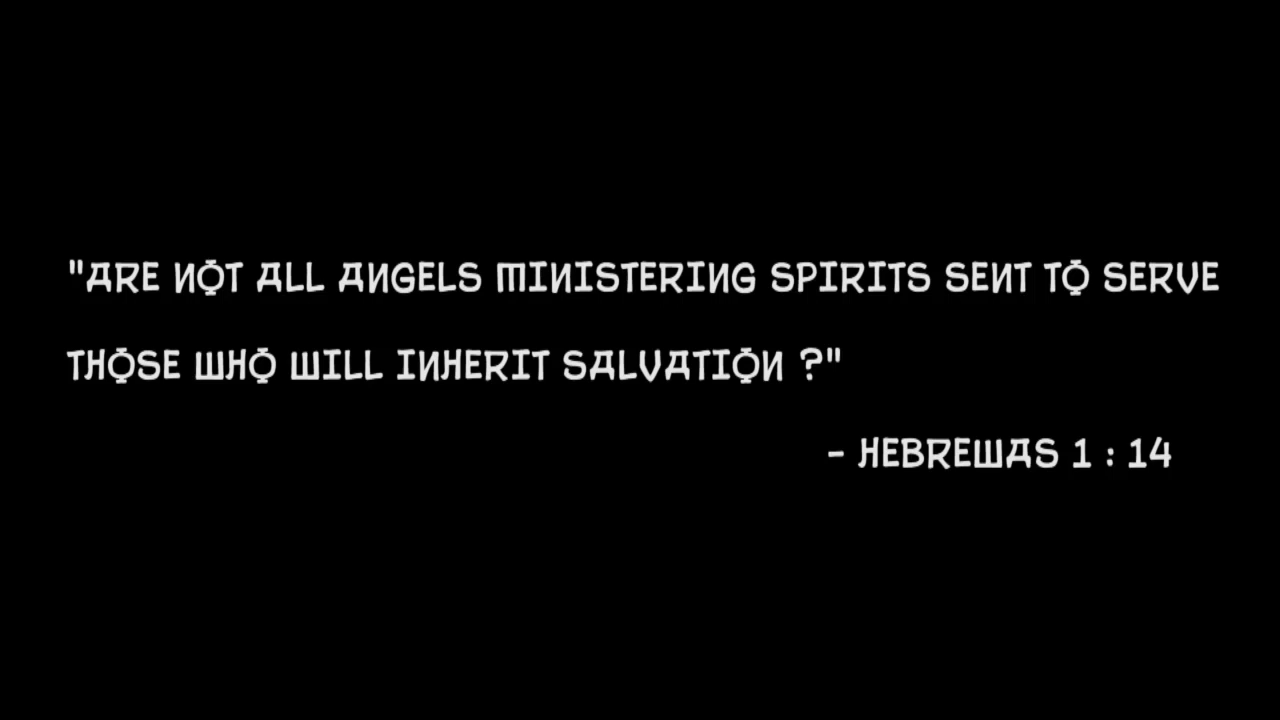 "ARE NOT ALL ANGELS MINISTERING SPIRITS SENT TO SERVE
THOSE WHO WILL INHERIT SALVATION ?"
- HEBREWAS 1 : 14